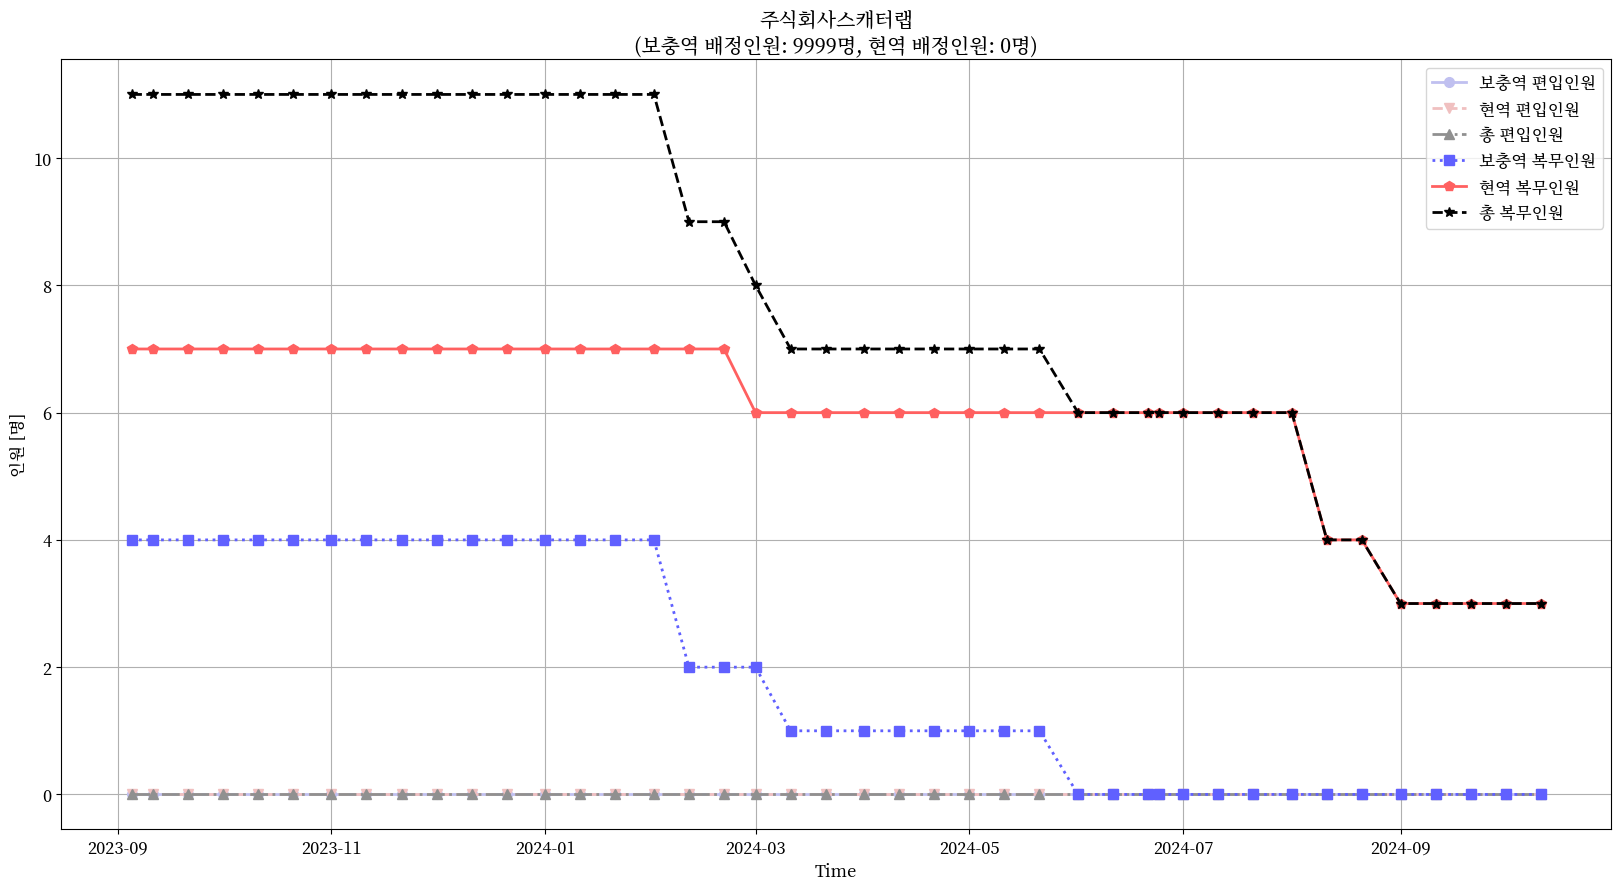 주식회사스캐터랩
(보충역 배정인원: 9999명, 현역 배정인원: 0명)
보충역 편입인원
현역 편입인원
총 편입인원
보충역 복무인원
현역 복무인원
총 복무인원
인원 [명]
10
8
6
4
2
0
2023-09
2023-11
2024-01
2024-03
2024-05
2024-07
2024-09
Time